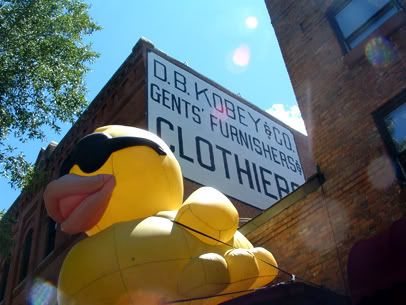 D.B. KOBEY & CO.
GENTS' FURNISHERS &
CLOTHIERS